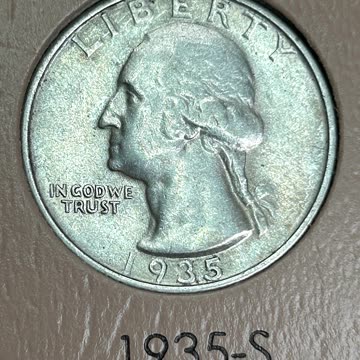 LIBERTY
IN GOD WE
TRUST
1935
1935-S